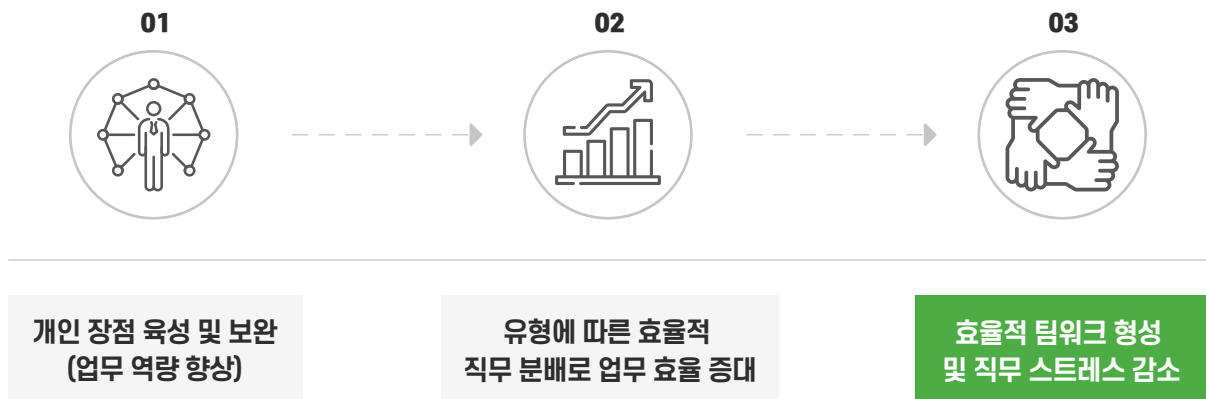 01
02
03
개인 장점 육성 및 보완
(업무 역량 향상)
유형에 따른 효율적
직무 분배로 업무 효율 증대
효율적 팀워크 형성
및 직무 스트레스 감소